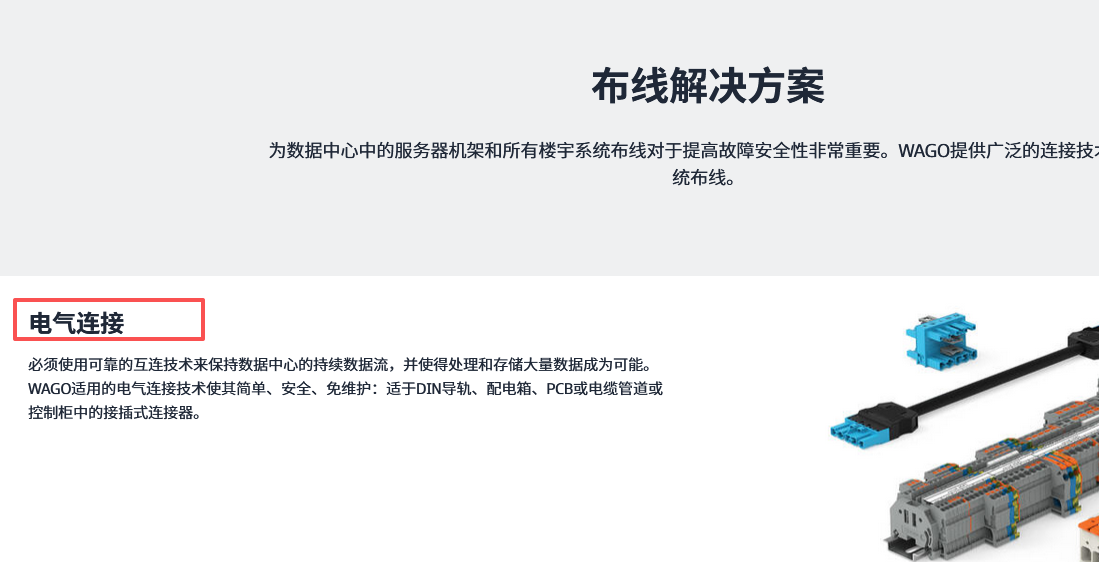 布线解决方案
为数据中心中的服务器机架和所有楼宇系统布线对于提高故障安全性非常重要。WAGO提供广泛的连接技
统布线。
电气连接
必须使用可靠的互连技术来保持数据中心的持续数据流，并使得处理和存储大量数据成为可能。
WAGO适用的电气连接技术使其简单、安全、免维护：适于DIN导轨、配电箱、PCB或电缆管道或
控制柜中的接插式连接器。